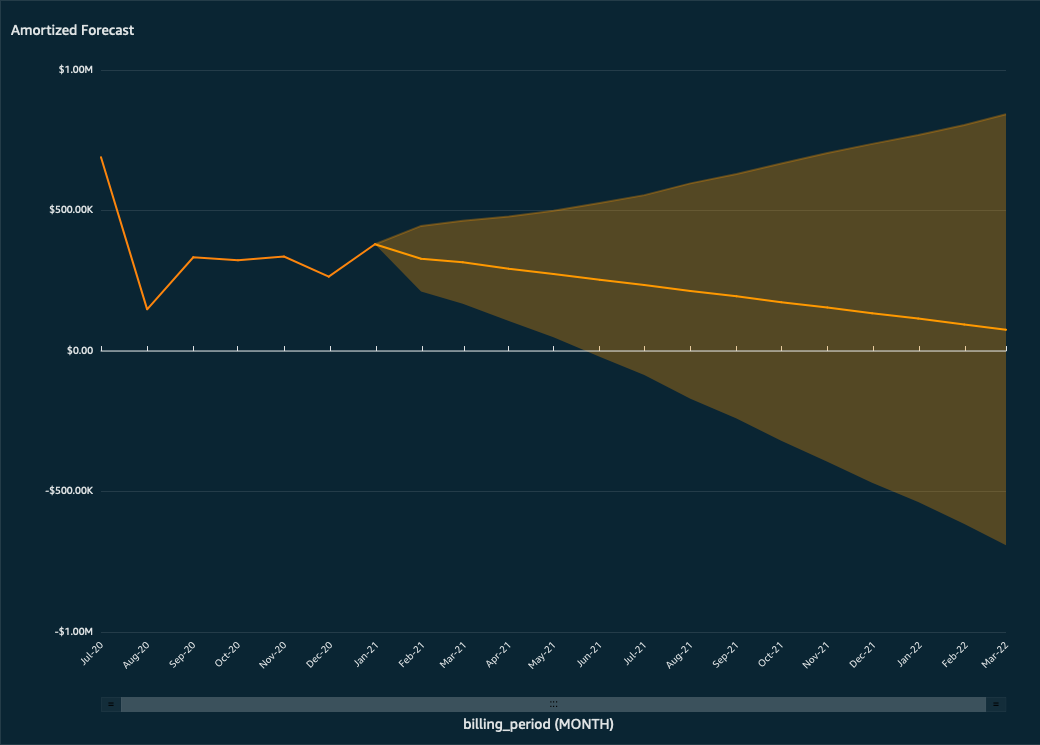 Amortized Forecast
$1.00M
$500.00K
$0.00
-$500.00K
-$1.00M
Jul-20
Aug-20
Sep-20
Oct-20
Nov-20
Dec-20
Jan-21
Feb-21
Mar-21
Apr-21
May-21
Jun-21
Jul-21
Aug-21
Sep-21
Oct-21
Nov-21
Dec-21
Jan-22
Feb-22
Mar-22
billing_period (MONTH)